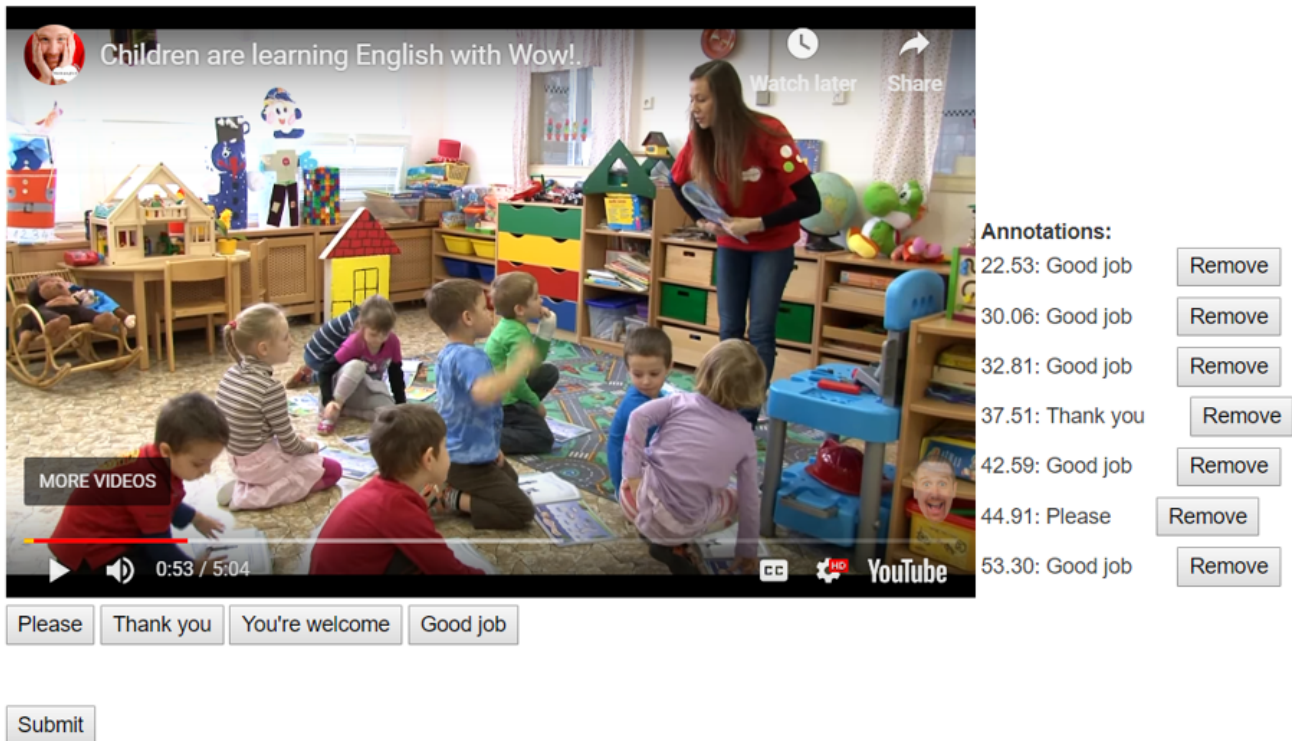 Children are learning English with Wow!.
Watch later
Share
MORE VIDEOS
0:53 / 5:04
CC
HD
YouTube
Annotations:
22.53: Good job Remove
30.06: Good job Remove
32.81: Good job Remove
37.51: Thank you Remove
42.59: Good job Remove
44.91: Please Remove
53.30: Good job Remove
Please Thank you You're welcome Good job
Submit